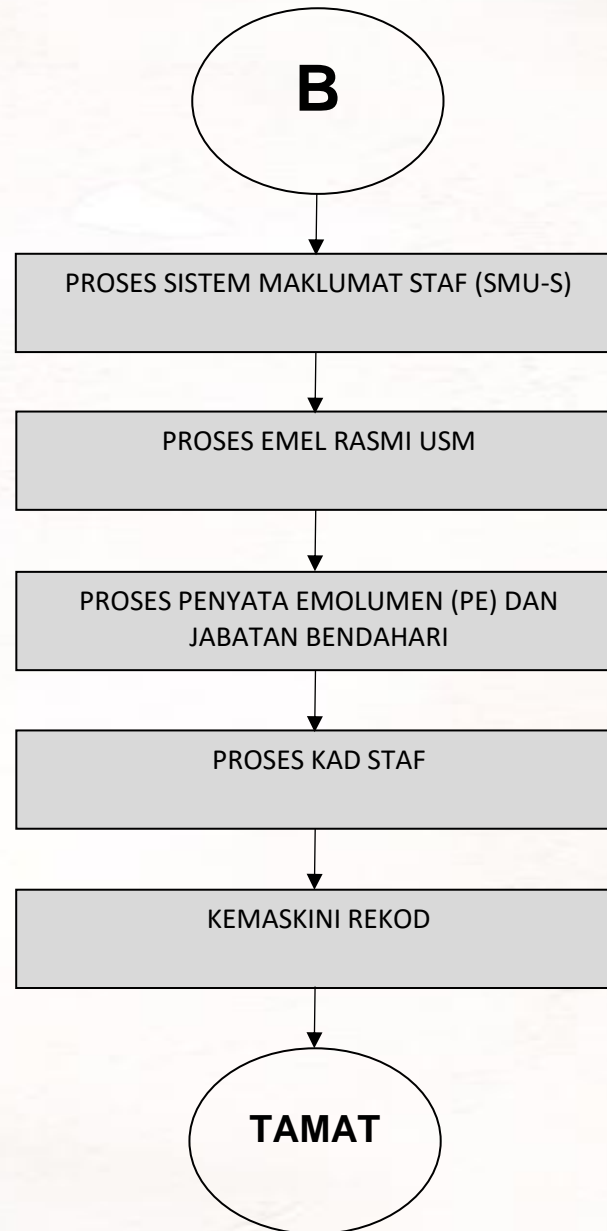 B
PROSES SISTEM MAKLUMAT STAF (SMU-S)
PROSES EMEL RASMI USM
PROSES PENYATA EMOLUMEN (PE) DAN
JABATAN BENDAHARI
PROSES KAD STAF
KEMASKINI REKOD
TAMAT